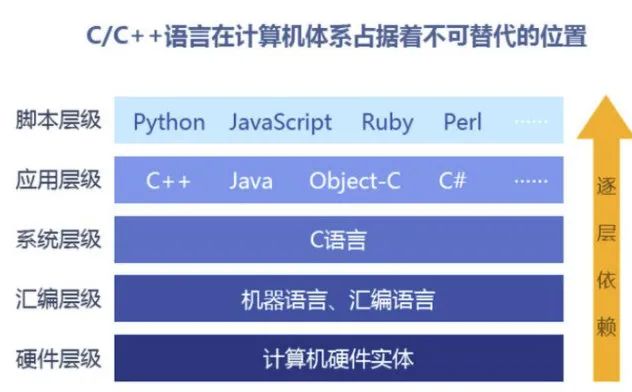 C/C++语言在计算机体系占据着不可替代的位置
脚本层级 Python JavaScript Ruby Perl ……
应用层级 C++ Java Object-C C# ……
系统层级 C语言
汇编层级 机器语言、汇编语言
硬件层级 计算机硬件实体
逐层依赖